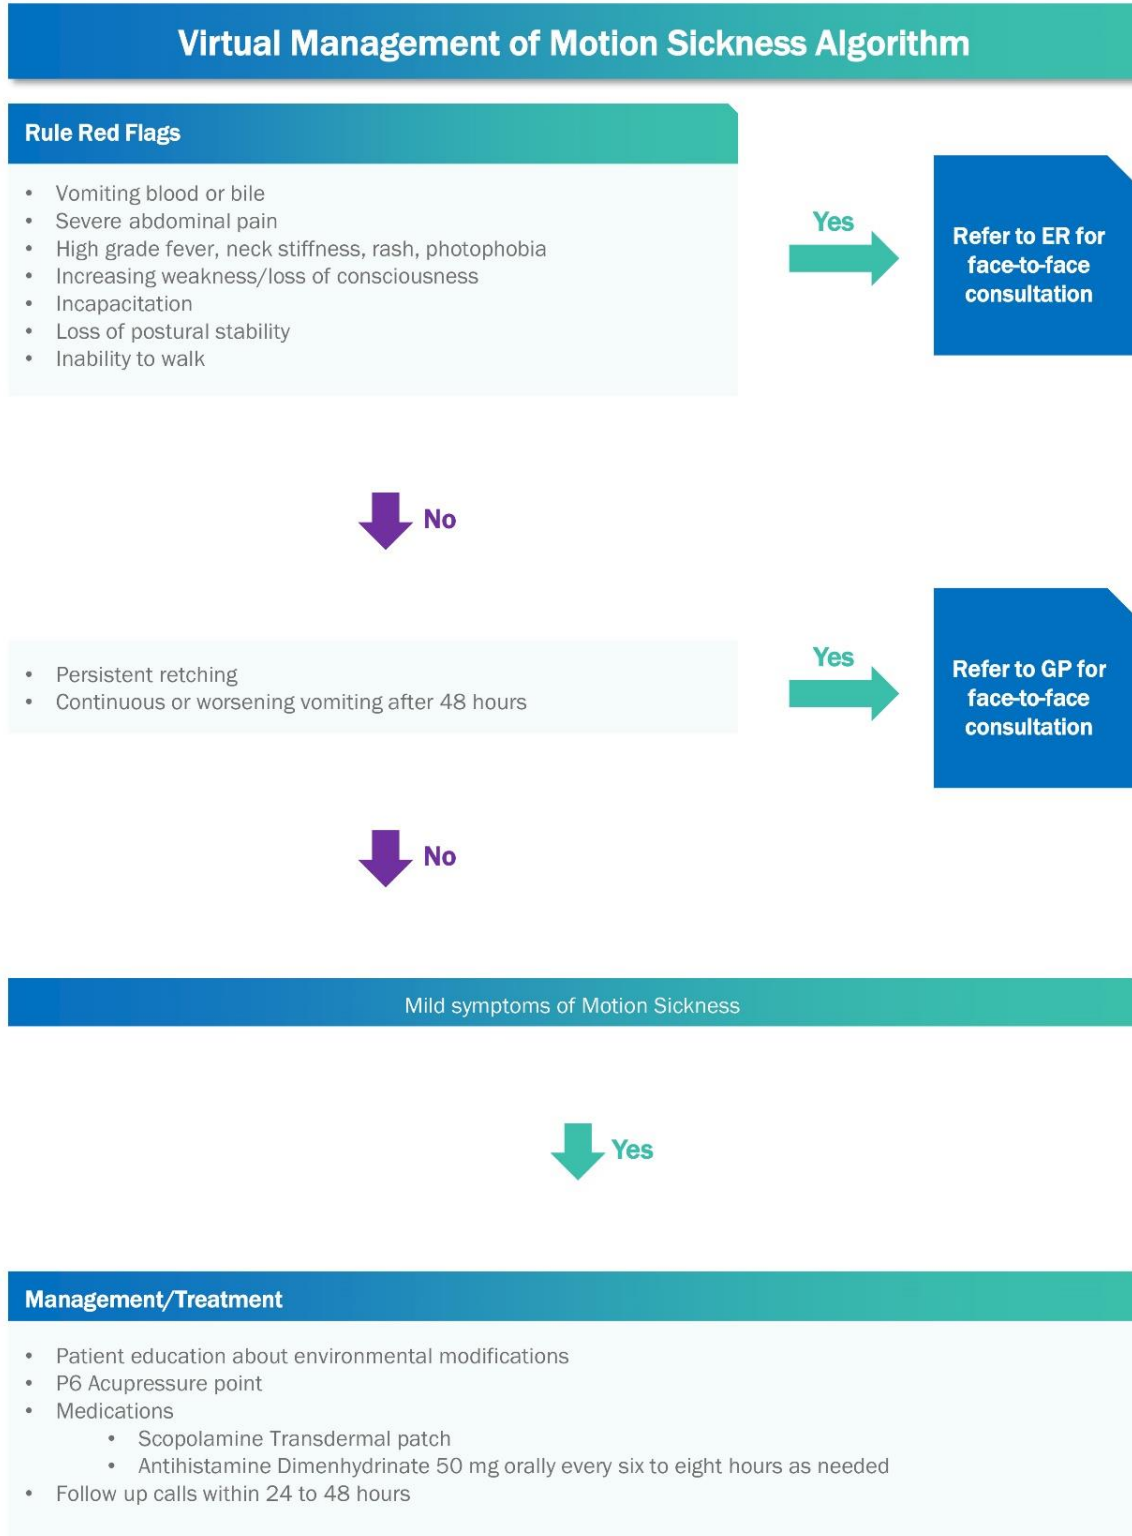 Virtual Management of Motion Sickness Algorithm
Rule Red Flags
• Vomiting blood or bile
• Severe abdominal pain
• High grade fever, neck stiffness, rash, photophobia
• Increasing weakness/loss of consciousness
• Incapacitation
• Loss of postural stability
• Inability to walk
Yes
Refer to ER for
face-to-face
consultation
No
• Persistent retching
• Continuous or worsening vomiting after 48 hours
Yes
Refer to GP for
face-to-face
consultation
No
Mild symptoms of Motion Sickness
Yes
Management/Treatment
• Patient education about environmental modifications
• P6 Acupressure point
• Medications
• Scopolamine Transdermal patch
• Antihistamine Dimenhydrinate 50 mg orally every six to eight hours as needed
• Follow up calls within 24 to 48 hours